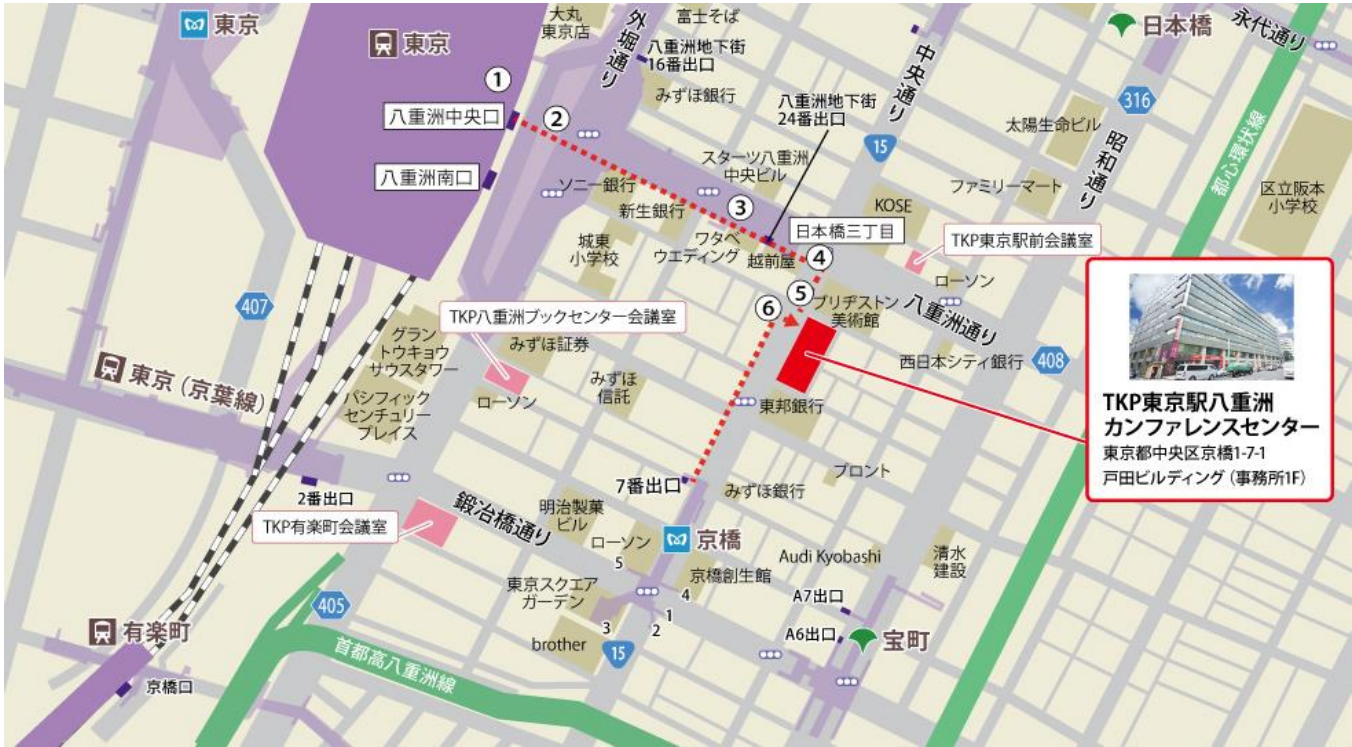 東京
東京
大丸
東京店
外堀通り
富士そば
八重洲地下街
16番出口
みずほ銀行
中央通り
日本橋
永代通り
①
八重洲中央口
②
八重洲地下街
24番出口
15
316
太陽生命ビル
昭和通り
都心環状線
八重洲南口
ソニー銀行
スターツ八重洲
中央ビル
ファミリーマート
区立阪本
小学校
新生銀行
③
KOSE
城東
小学校
ワタベ
ウエディング
越前屋
日本橋三丁目
④
TKP東京駅前会議室
ローソン
407
⑤
⑥
ブリヂストン
美術館
八重洲通り
TKP八重洲ブックセンター会議室
グラン
トウキョウ
サウスタワー
みずほ証券
西日本シティ銀行
408
東京(京葉線)
パシフィック
センチュリー
プレイス
ローソン
みずほ
信託
東邦銀行
TKP東京駅八重洲
カンファレンスセンター
東京都中央区京橋1-7-1
戸田ビルディング(事務所1F)
プロント
2番出口
7番出口
みずほ銀行
鍛冶橋通り
明治製菓
ビル
TKP有楽町会議室
ローソン
京橋
Audi Kyobashi
清水
建設
5
京橋創生館
東京スクエア
ガーデン
4
A7出口
405
1
2
3
A6出口
宝町
有楽町
brother
15
首都高八重洲線
京橋口